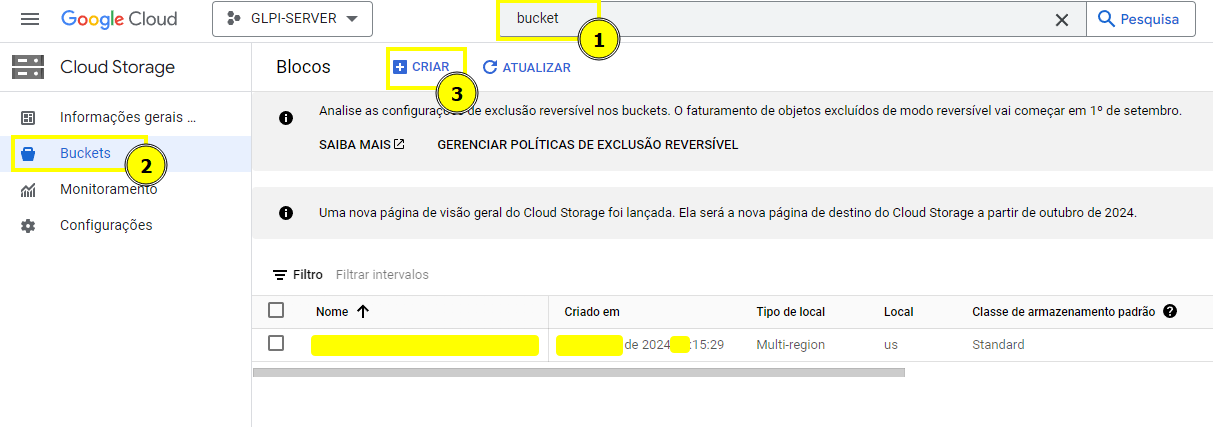 Google Cloud
GLPI-SERVER
bucket
Pesquisa
1
Cloud Storage
Blocos
CRIAR
ATUALIZAR
3
Informações gerais ...
Buckets
2
Monitoramento
Configurações
Analise as configurações de exclusão reversível nos buckets. O faturamento de objetos excluídos de modo reversível vai começar em 1º de setembro.
SAIBA MAIS
GERENCIAR POLÍTICAS DE EXCLUSÃO REVERSÍVEL
Uma nova página de visão geral do Cloud Storage foi lançada. Ela será a nova página de destino do Cloud Storage a partir de outubro de 2024.
Filtro Filtrar intervalos
Nome Criado em Tipo de local Local Classe de armazenamento padrão ?
de 2024 :15:29 Multi-region us Standard